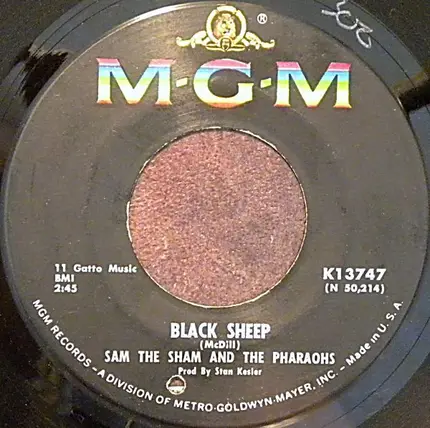 302
®
M-G-M
11 Gatto Music
BMI
2:45
K13747
(N 50,214)
BLACK SHEEP
(McDill)
SAM THE SHAM AND THE PHARAOHS
Prod By Stan Kesler
MGM RECORDS - A DIVISION OF METRO-GOLDWYN-MAYER, INC. - Made in U.S.A.